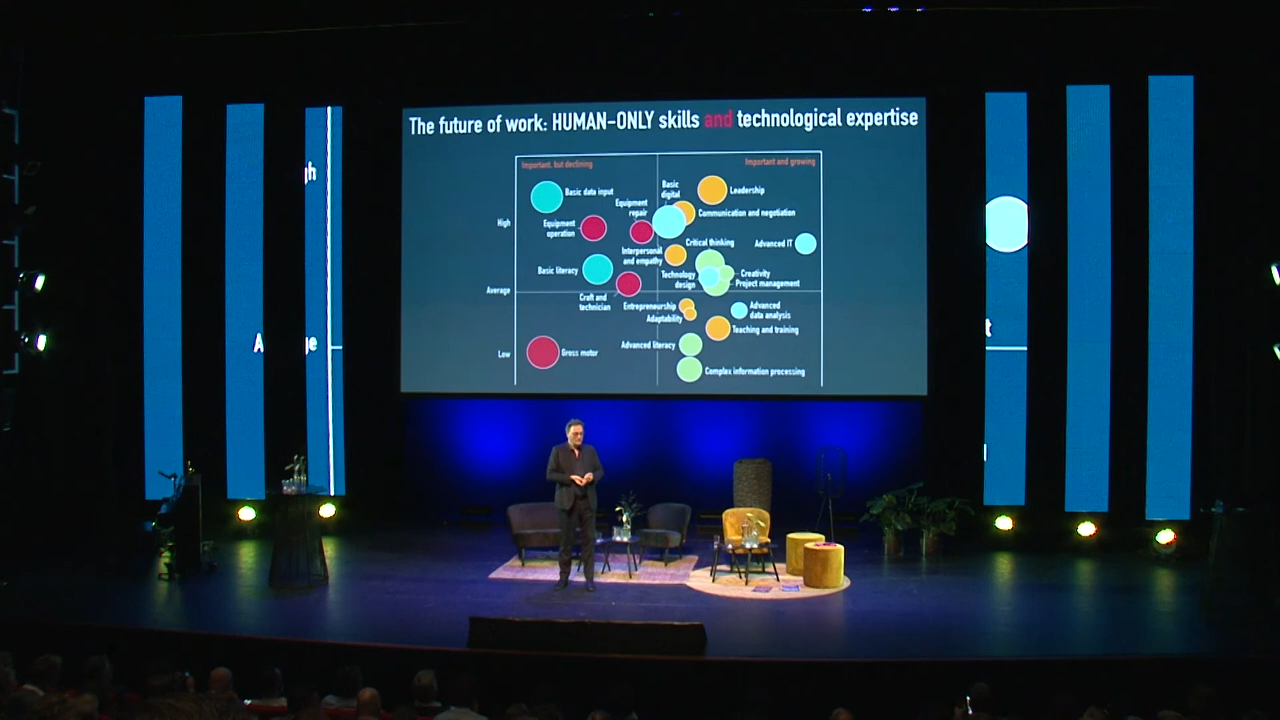 The future of work: HUMAN-ONLY skills and technological expertise
Important, but declining
Important and growing
Basic data input
Basic
digital
Leadership
Equipment
repair
Communication and negotiation
High
Equipment
operation
Interpersonal
and empathy
Critical thinking
Advanced IT
Basic literacy
Technology
design
Creativity
Project management
Average
Craft and
technician
Entrepreneurship
Adaptability
Advanced
data analysis
Teaching and training
Advanced literacy
Low
Gross motor
Complex information processing
gh
A
ge
t